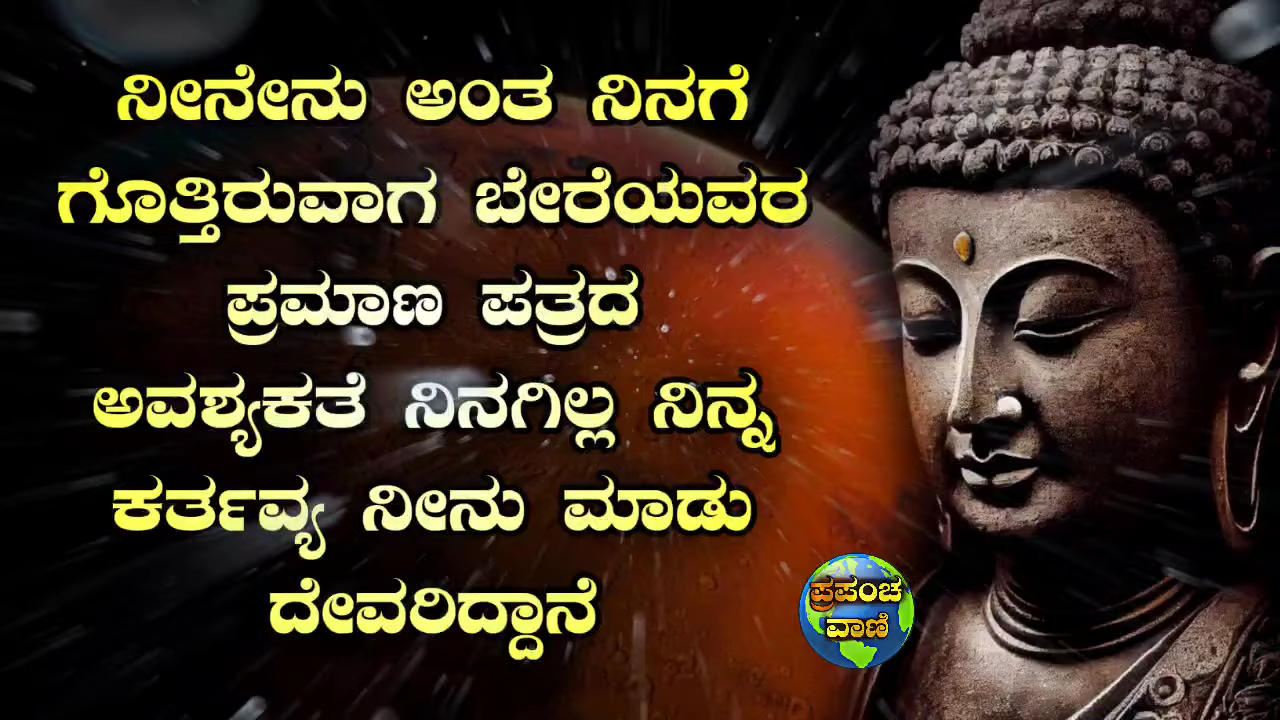 ನೀನೇನು ಅಂತ ನಿನಗೆ
ಗೊತ್ತಿರುವಾಗ ಬೇರೆಯವರ
ಪ್ರಮಾಣ ಪತ್ರದ
ಅವಶ್ಯಕತೆ ನಿನಗಿಲ್ಲ ನಿನ್ನ
ಕರ್ತವ್ಯ ನೀನು ಮಾಡು
ದೇವರಿದ್ದಾನೆ
ಪ್ರಪಂಚ
ವಾಣಿ